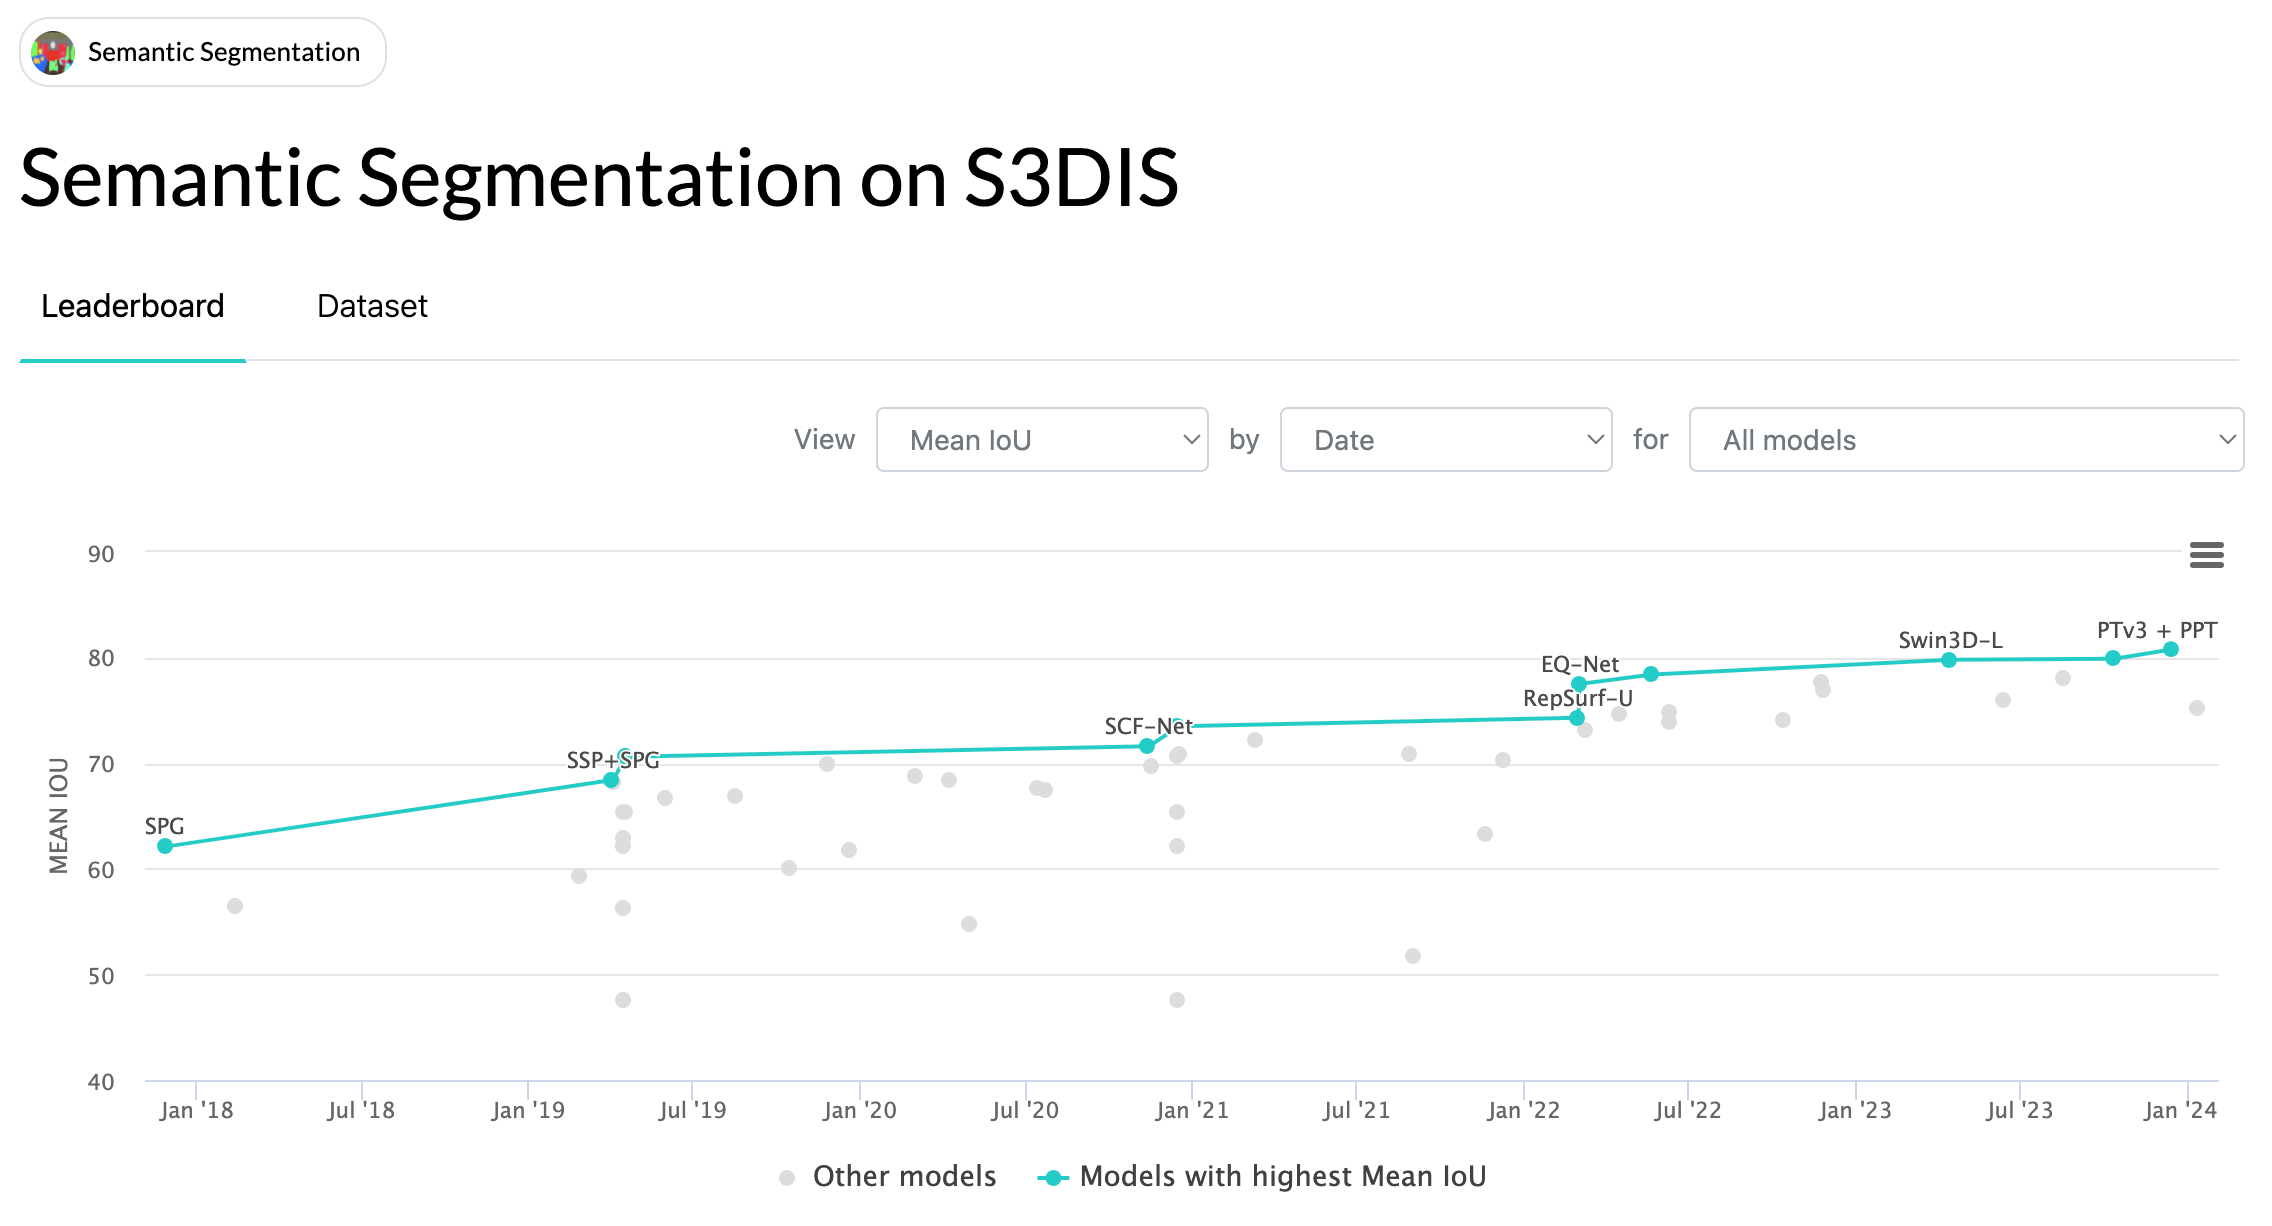 Semantic Segmentation
Semantic Segmentation on S3DIS
Leaderboard Dataset
View Mean IoU by Date for All models
90
80
70
60
50
40
MEAN IOU
SPG
SSP+SPG
SCF-Net
RepSurf-U
EQ-Net
Swin3D-L
PTv3 + PPT
Jan '18 Jul '18 Jan '19 Jul '19 Jan '20 Jul '20 Jan '21 Jul '21 Jan '22 Jul '22 Jan '23 Jul '23 Jan '24
Other models Models with highest Mean IoU